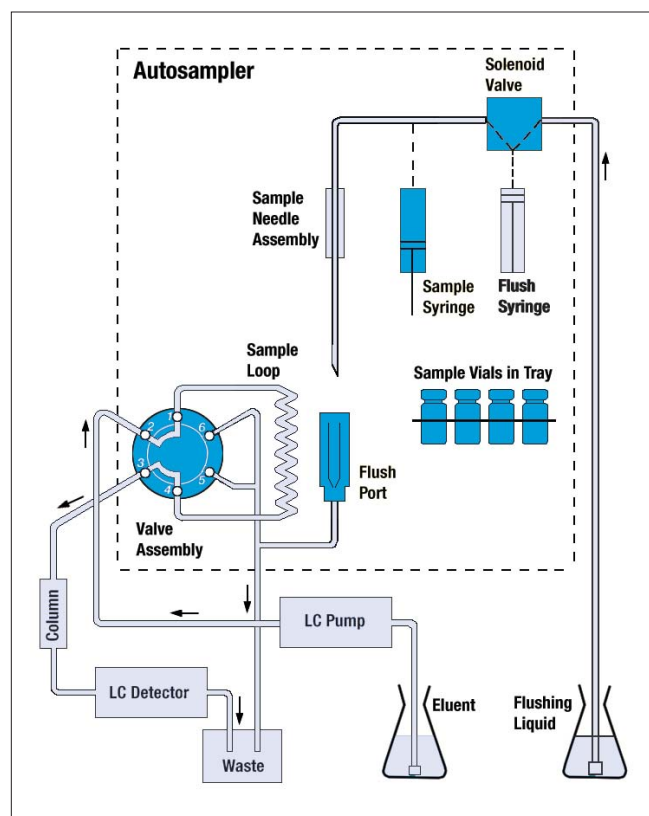 Autosampler
Solenoid
Valve
Sample
Needle
Assembly
Sample
Syringe
Flush
Syringe
Sample
Loop
Sample Vials in Tray
1
2
6
3
5
4
Flush
Port
Valve
Assembly
Column
LC Pump
LC Detector
Eluent
Flushing
Liquid
Waste